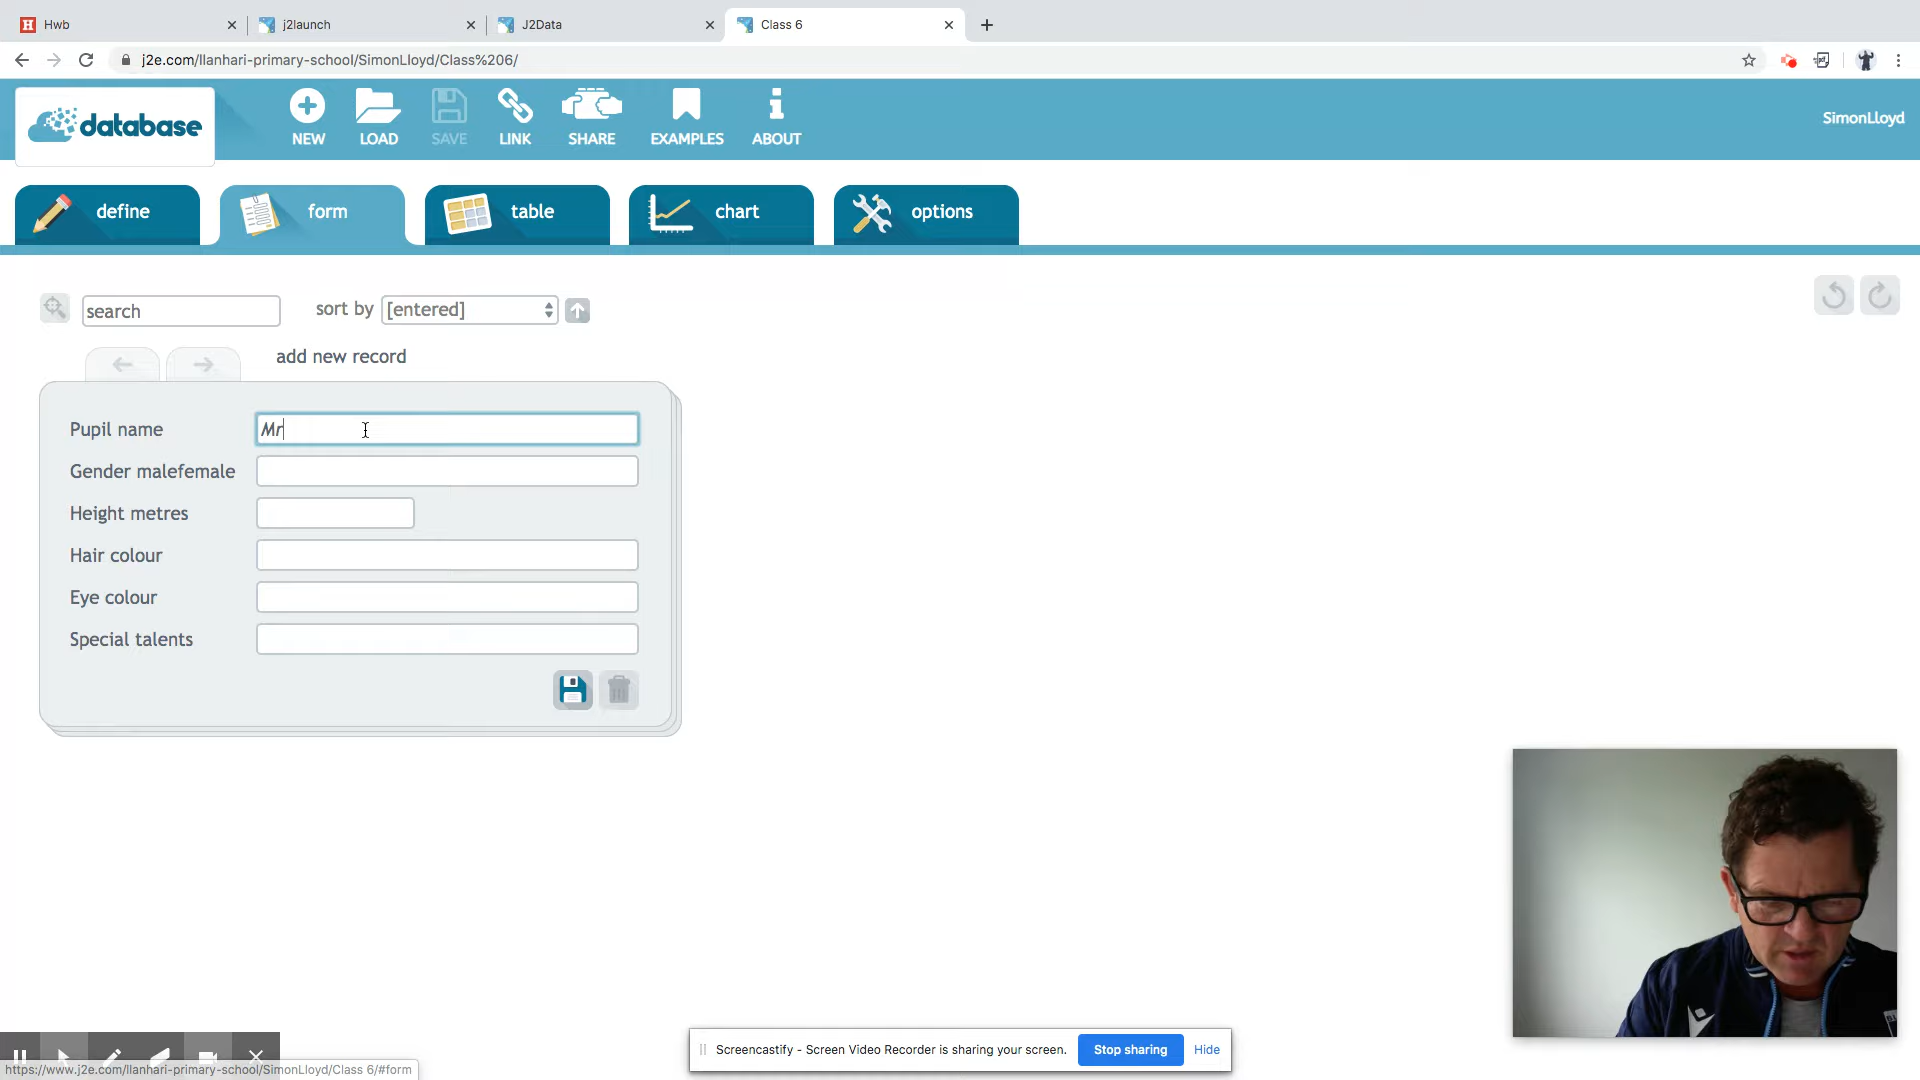 Hwb
j2launch
J2Data
Class 6
j2e.com/llanhari-primary-school/SimonLloyd/Class%206/
database
NEW
LOAD
SAVE
LINK
SHARE
EXAMPLES
ABOUT
SimonLloyd
define
form
table
chart
options
search
sort by
[entered]
add new record
Pupil name
Mr
Gender malefemale
Height metres
Hair colour
Eye colour
Special talents
Screencastify - Screen Video Recorder is sharing your screen.
Stop sharing
Hide
https://www.j2e.com/llanhari-primary-school/SimonLloyd/Class 6/#form